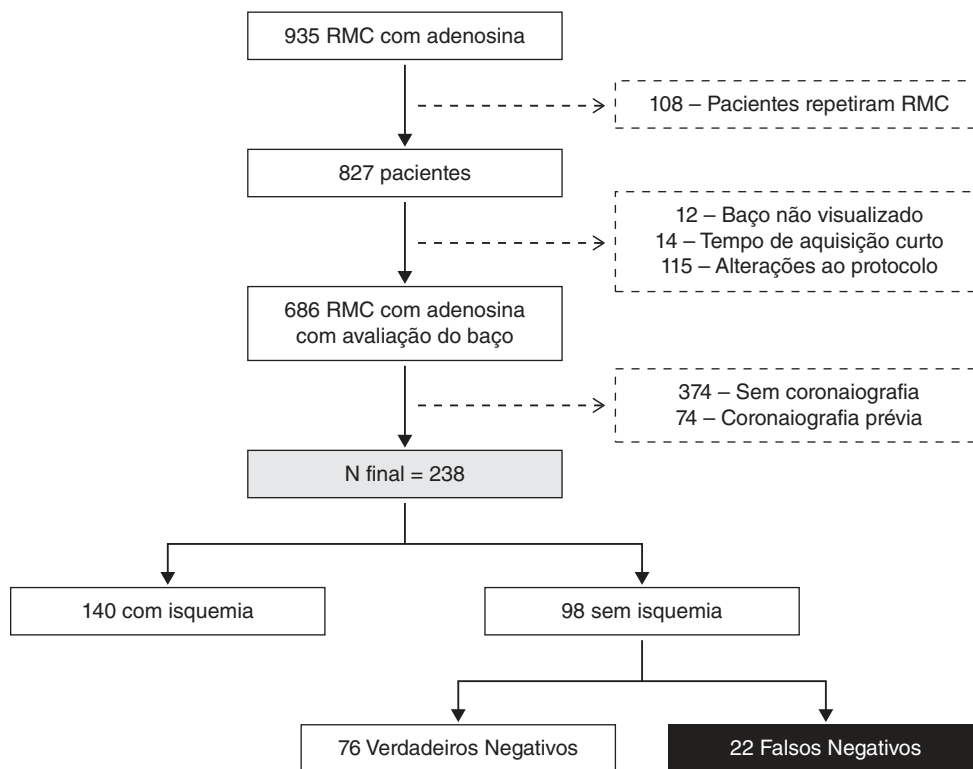 935 RMC com adenosina
108 – Pacientes repetiram RMC
827 pacientes
12 – Baço não visualizado
14 – Tempo de aquisição curto
115 – Alterações ao protocolo
686 RMC com adenosina
com avaliação do baço
374 – Sem coronaiografia
74 – Coronaiografia prévia
N final = 238
140 com isquemia
98 sem isquemia
76 Verdadeiros Negativos
22 Falsos Negativos